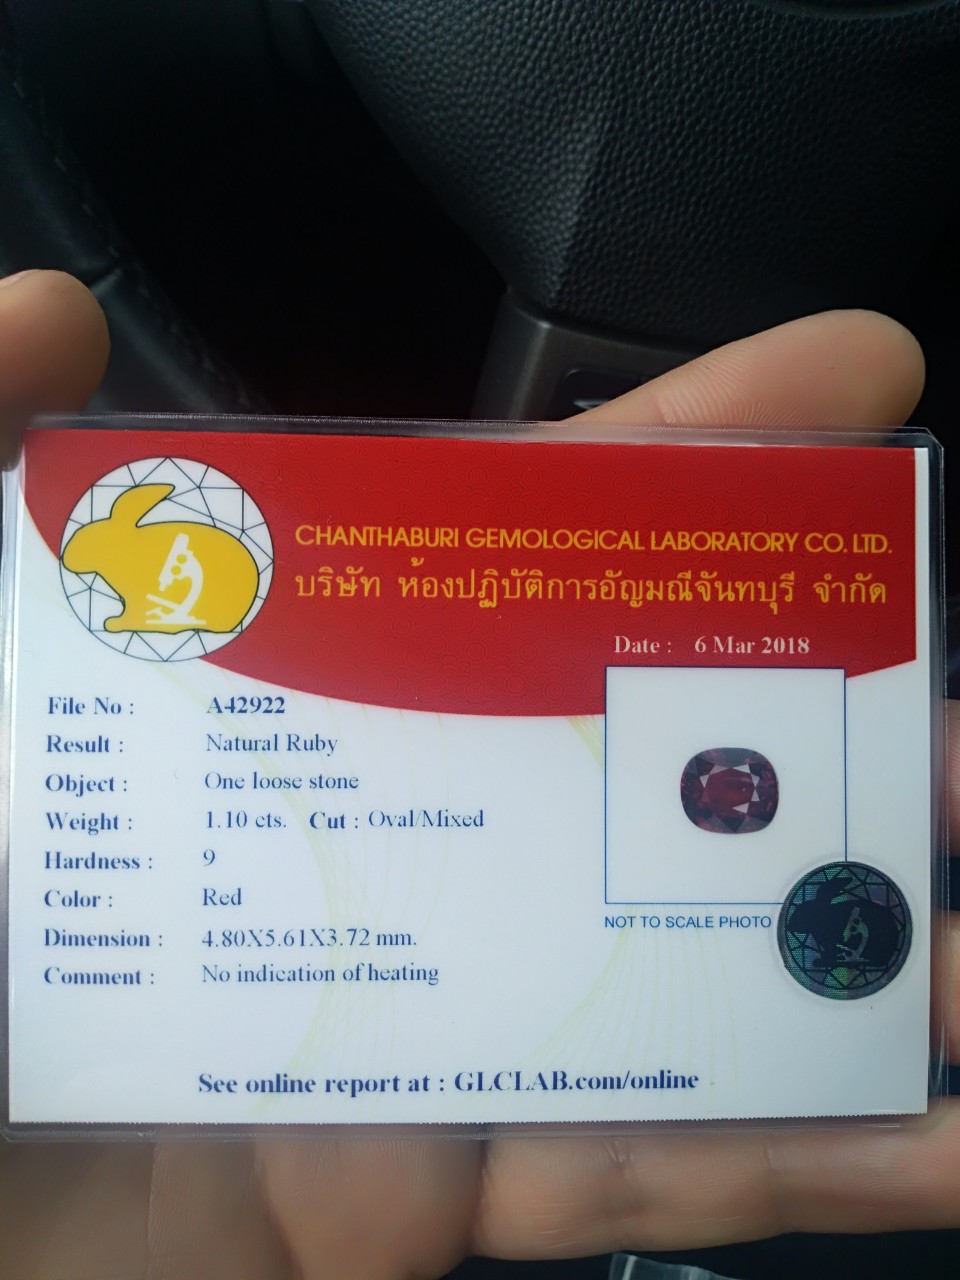 CHANTHABURI GEMOLOGICAL LABORATORY CO. LTD.
บริษัท ห้องปฏิบัติการอัญมณีจันทบุรี จำกัด
Date : 6 Mar 2018
File No : A42922
Result : Natural Ruby
Object : One loose stone
Weight : 1.10 cts. Cut : Oval/Mixed
Hardness : 9
Color : Red
Dimension : 4.80X5.61X3.72 mm.
Comment : No indication of heating
NOT TO SCALE PHOTO
See online report at : GLCLAB.com/online